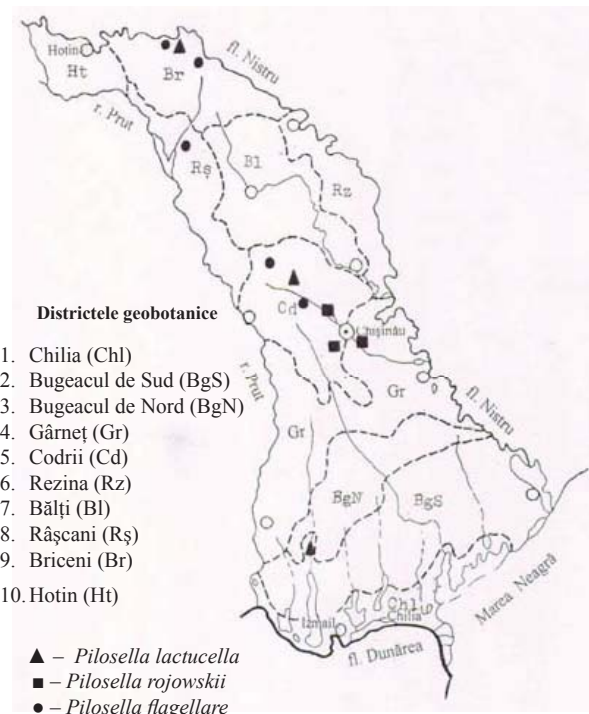 Hotin
Ht
Br
fl. Nistru
r. Prut
Rş
Bl
Rz
Cd
Chişinău
Gr
fl. Nistru
r. Prut
Gr
BgN
BgS
Marea Neagră
Chl
Chilia
Izmail
fl. Dunărea
Districtele geobotanice
1. Chilia (Chl)
2. Bugeacul de Sud (BgS)
3. Bugeacul de Nord (BgN)
4. Gârneț (Gr)
5. Codrii (Cd)
6. Rezina (Rz)
7. Bălți (Bl)
8. Râșcani (Rș)
9. Briceni (Br)
10. Hotin (Ht)
▲ – Pilosella lactucella
■ – Pilosella rojowskii
● – Pilosella flagellare